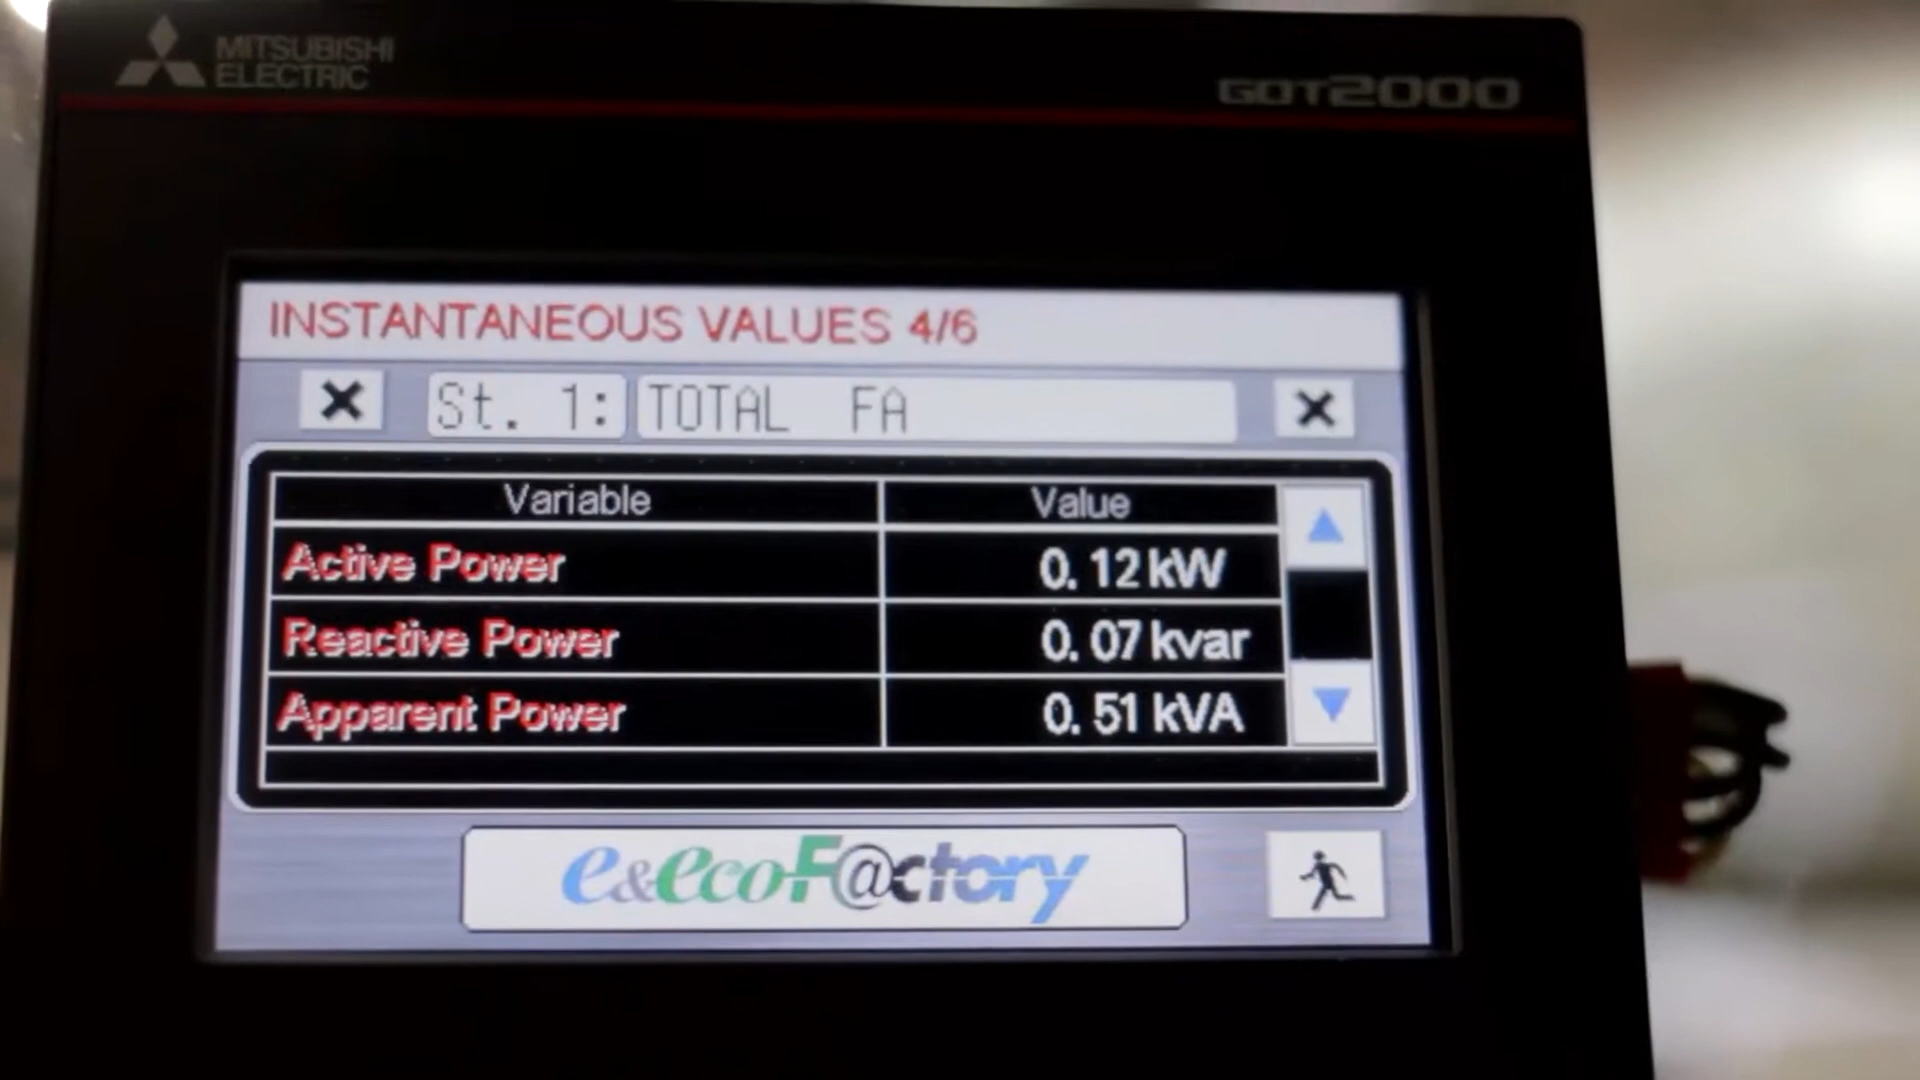 MITSUBISHI
ELECTRIC
GOT2000
INSTANTANEOUS VALUES 4/6
St. 1: TOTAL FA
Variable Value
Active Power 0.12 kW
Reactive Power 0.07 kvar
Apparent Power 0.51 kVA
e&ecoF@ctory